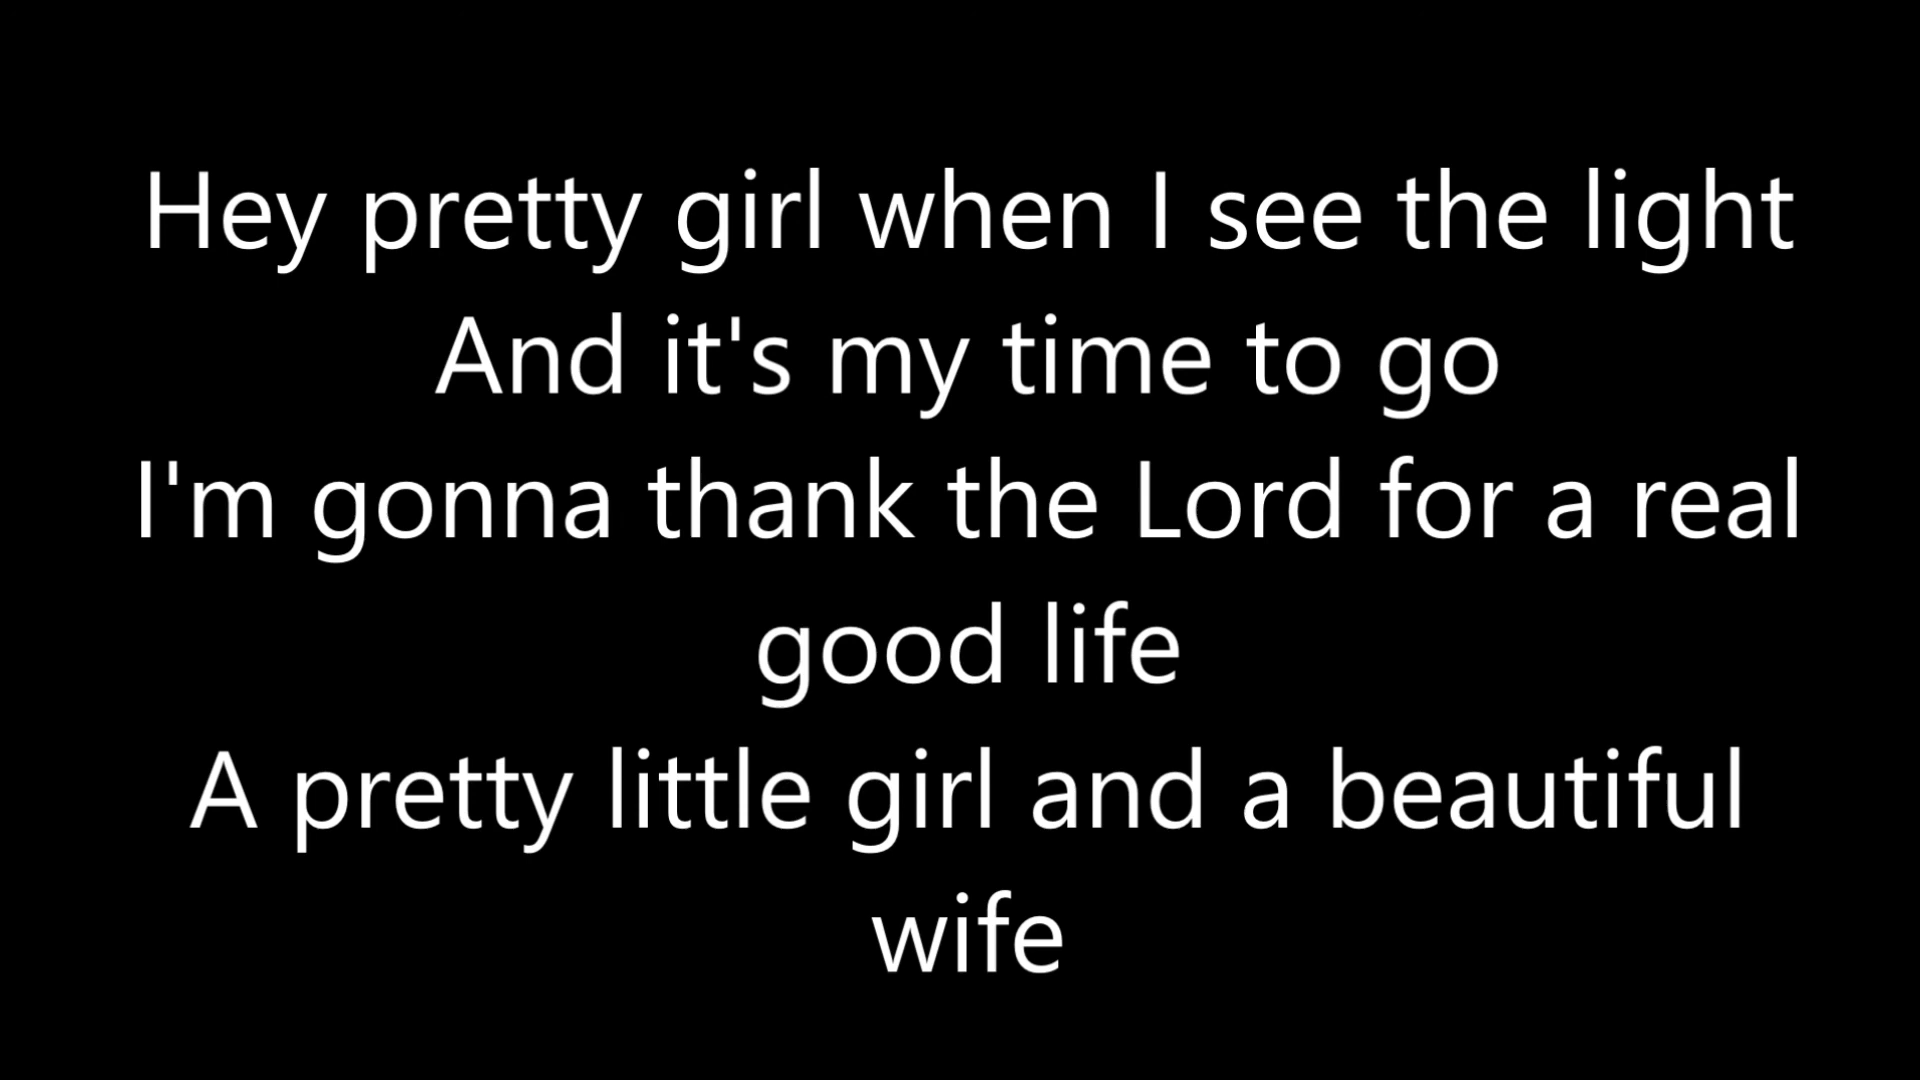 Hey pretty girl when I see the light
And it's my time to go
I'm gonna thank the Lord for a real
good life
A pretty little girl and a beautiful
wife